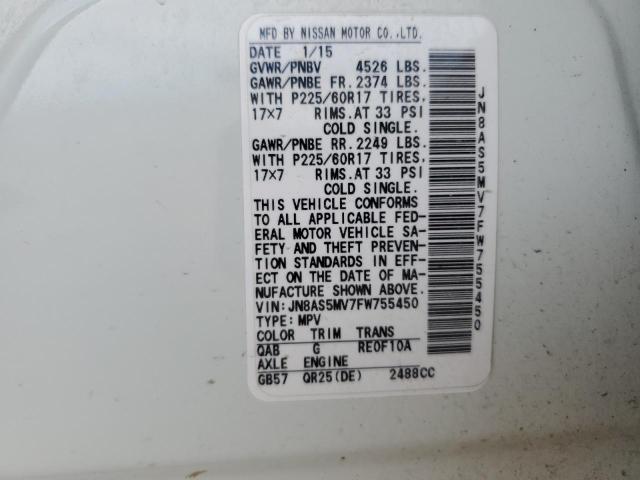 MFD BY NISSAN MOTOR CO.,LTD.
DATE 1/15
GVWR/PNBV 4526 LBS.
GAWR/PNBE FR. 2374 LBS.
WITH P225/60R17 TIRES,
17×7 RIMS.AT 33 PSI
COLD SINGLE.
GAWR/PNBE RR. 2249 LBS.
WITH P225/60R17 TIRES,
17×7 RIMS.AT 33 PSI
COLD SINGLE.
THIS VEHICLE CONFORMS
TO ALL APPLICABLE FED-
ERAL MOTOR VEHICLE SA-
FETY AND THEFT PREVEN-
TION STANDARDS IN EFF-
ECT ON THE DATE OF MA-
NUFACTURE SHOWN ABOVE.
VIN:JN8AS5MV7FW755450
TYPE:MPV
COLOR TRIM TRANS
QAB G RE0F10A
AXLE ENGINE
GB57 QR25(DE) 2488CC
JN8AS5MV7FW755450